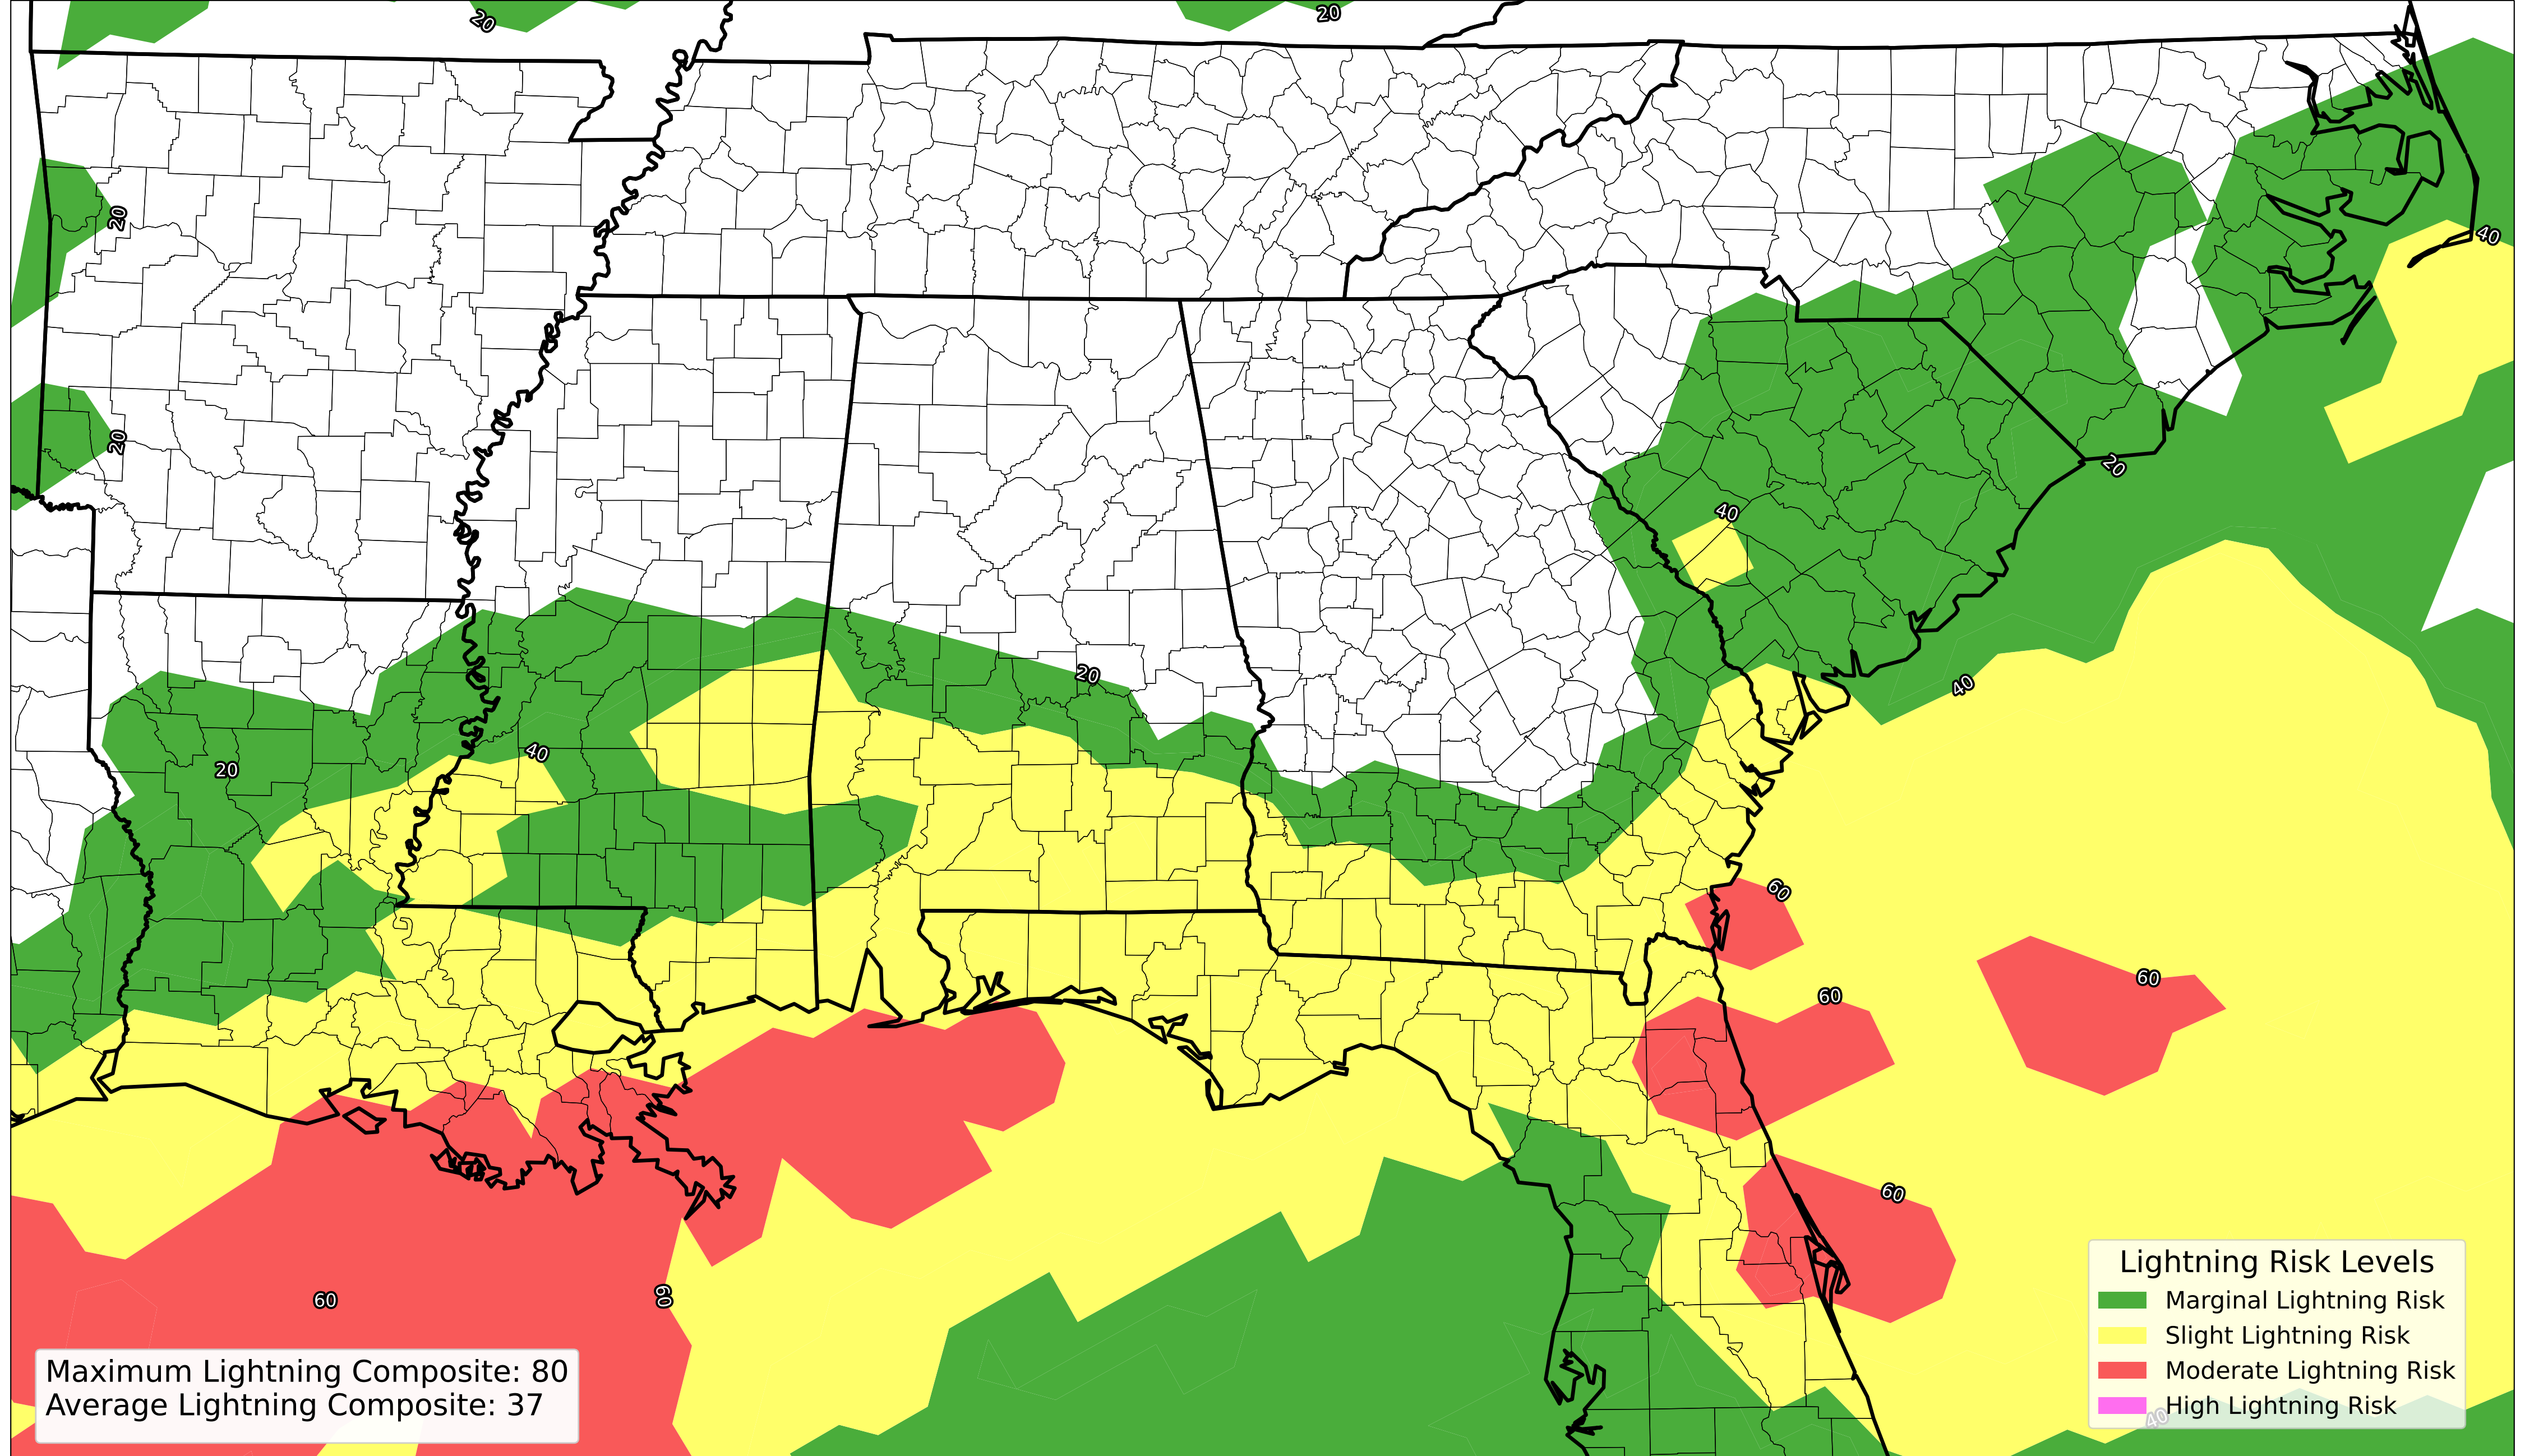 20
20
20
40
40
20
20
40
20
40
20
40
60
60
60
60
60
60
Lightning Risk Levels
Marginal Lightning Risk
Slight Lightning Risk
Moderate Lightning Risk
High Lightning Risk
40
Maximum Lightning Composite: 80
Average Lightning Composite: 37